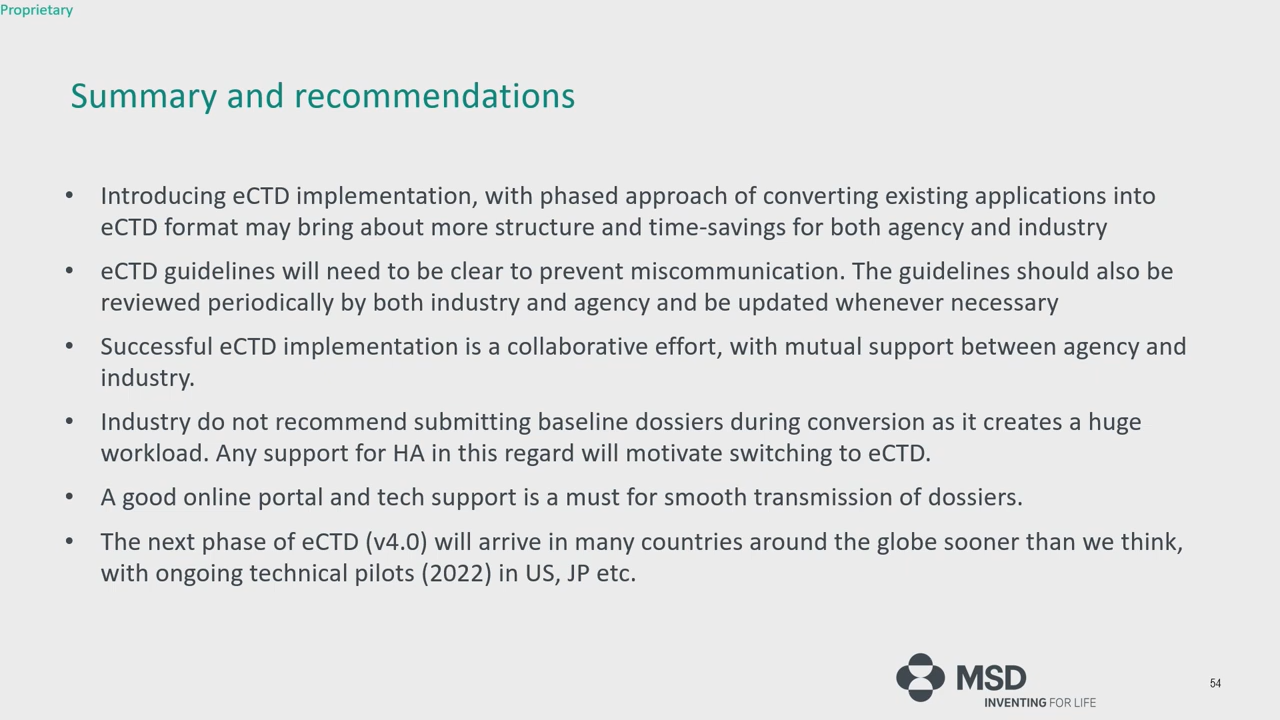 Proprietary
Summary and recommendations
• Introducing eCTD implementation, with phased approach of converting existing applications into
eCTD format may bring about more structure and time-savings for both agency and industry
• eCTD guidelines will need to be clear to prevent miscommunication. The guidelines should also be
reviewed periodically by both industry and agency and be updated whenever necessary
• Successful eCTD implementation is a collaborative effort, with mutual support between agency and
industry.
• Industry do not recommend submitting baseline dossiers during conversion as it creates a huge
workload. Any support for HA in this regard will motivate switching to eCTD.
• A good online portal and tech support is a must for smooth transmission of dossiers.
• The next phase of eCTD (v4.0) will arrive in many countries around the globe sooner than we think,
with ongoing technical pilots (2022) in US, JP etc.
MSD
INVENTING FOR LIFE
54